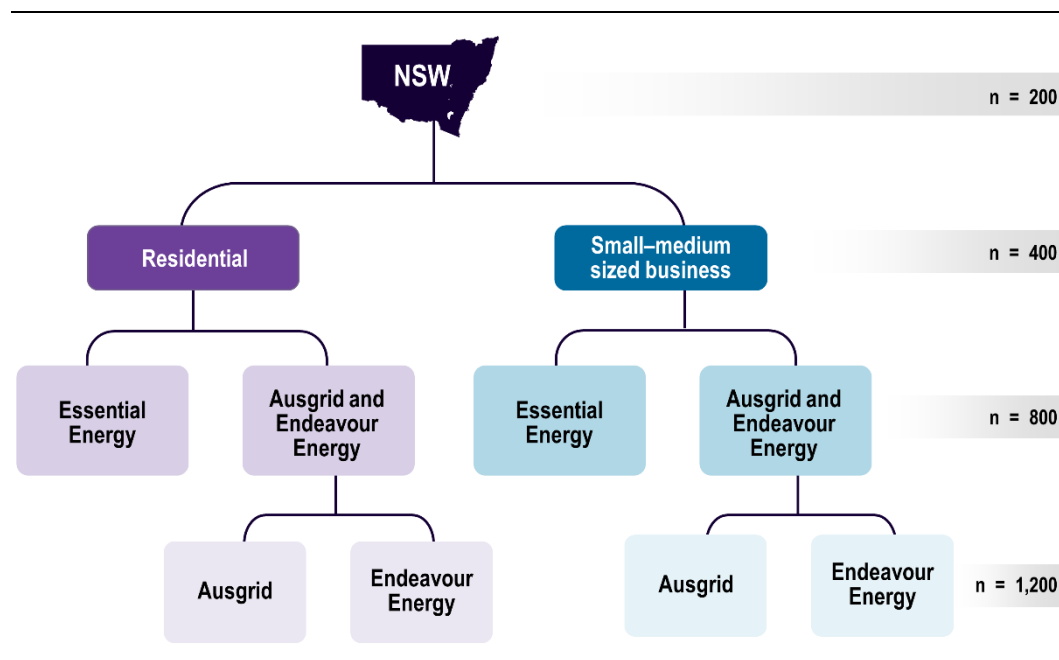 NSW
n = 200
Residential
Small–medium
sized business
n = 400
Essential
Energy
Ausgrid and
Endeavour
Energy
Essential
Energy
Ausgrid and
Endeavour
Energy
n = 800
Ausgrid
Endeavour
Energy
Ausgrid
Endeavour
Energy
n = 1,200